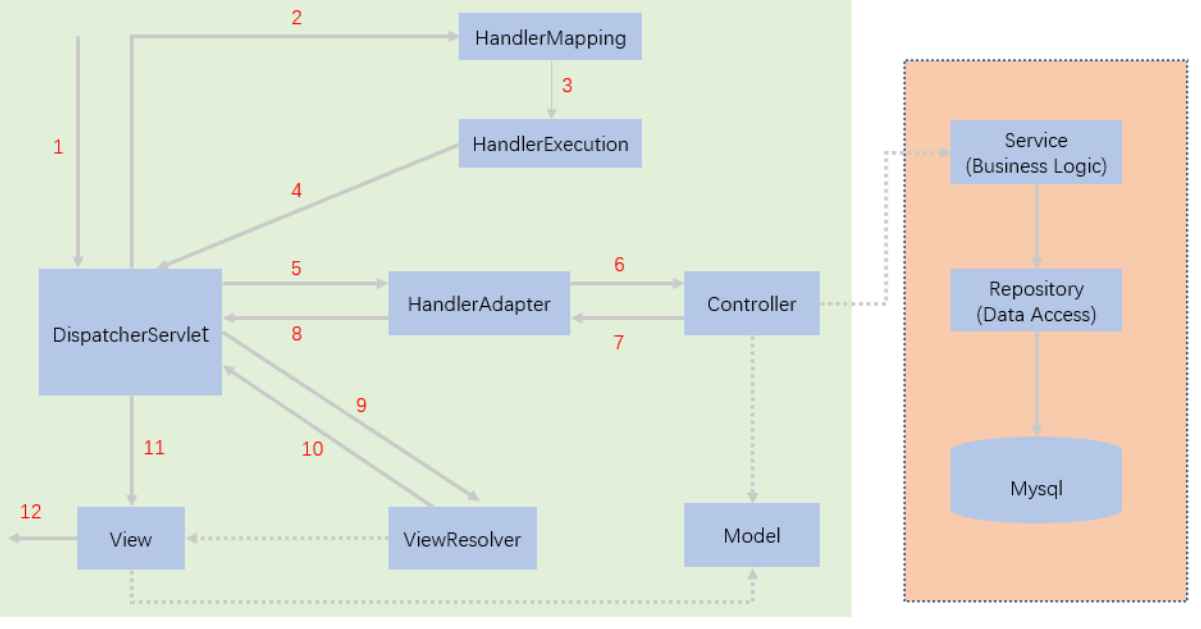 2
HandlerMapping
3
1
HandlerExecution
Service
(Business Logic)
4
5
6
DispatcherServlet
HandlerAdapter
Controller
Repository
(Data Access)
8
7
9
11
10
Mysql
12
View
ViewResolver
Model